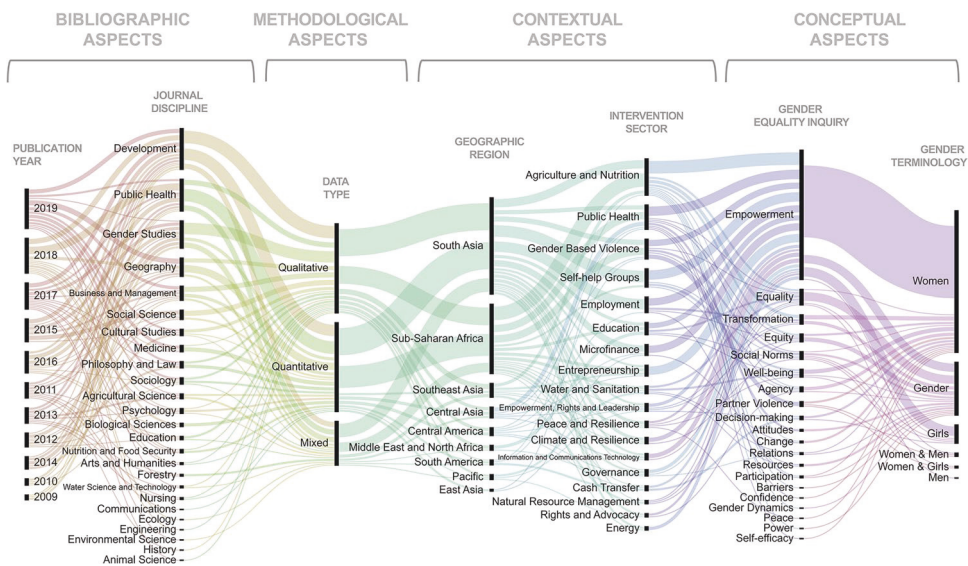 BIBLIOGRAPHIC
ASPECTS
METHODOLOGICAL
ASPECTS
CONTEXTUAL
ASPECTS
CONCEPTUAL
ASPECTS
PUBLICATION
YEAR
2019
2018
2017
2015
2016
2011
2013
2012
2014
2010
2009
JOURNAL
DISCIPLINE
Development
Public Health
Gender Studies
Geography
Business and Management
Social Science
Cultural Studies
Medicine
Philosophy and Law
Sociology
Agricultural Science
Psychology
Biological Sciences
Education
Nutrition and Food Security
Arts and Humanities
Forestry
Water Science and Technology
Nursing
Communications
Ecology
Engineering
Environmental Science
History
Animal Science
DATA
TYPE
Qualitative
Quantitative
Mixed
GEOGRAPHIC
REGION
South Asia
Sub-Saharan Africa
Southeast Asia
Central Asia
Central America
Middle East and North Africa
South America
Pacific
East Asia
INTERVENTION
SECTOR
Agriculture and Nutrition
Public Health
Gender Based Violence
Self-help Groups
Employment
Education
Microfinance
Entrepreneurship
Water and Sanitation
Empowerment, Rights and Leadership
Peace and Resilience
Climate and Resilience
Information and Communications Technology
Governance
Cash Transfer
Natural Resource Management
Rights and Advocacy
Energy
GENDER
EQUALITY INQUIRY
Empowerment
Equality
Transformation
Equity
Social Norms
Well-being
Agency
Partner Violence
Decision-making
Attitudes
Change
Relations
Resources
Participation
Barriers
Confidence
Gender Dynamics
Peace
Power
Self-efficacy
GENDER
TERMINOLOGY
Women
Gender
Girls
Women & Men
Women & Girls
Men